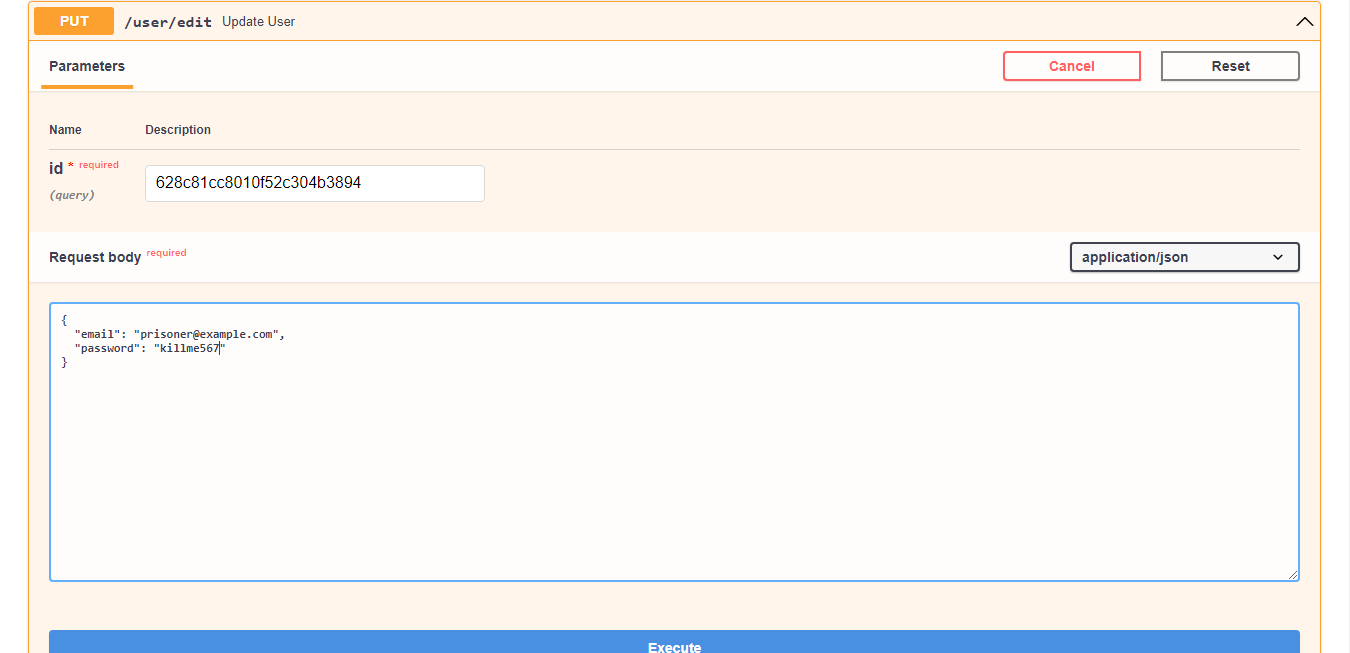 PUT /user/edit Update User
Parameters
Cancel
Reset
Name Description
id * required
628c81cc8010f52c304b3894
(query)
Request body required
application/json
{
"email": "prisoner@example.com",
"password": "killme567"
}
Execute